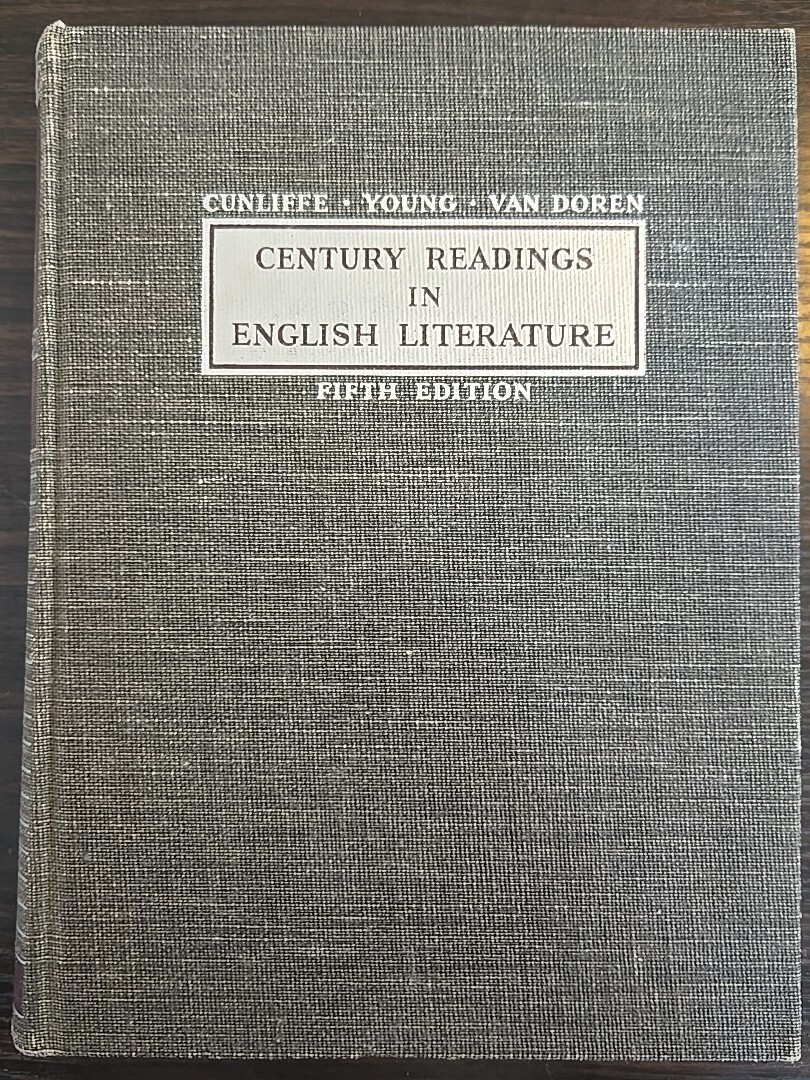 CUNLIFFE · YOUNG · VAN DOREN
CENTURY READINGS
IN
ENGLISH LITERATURE
FIFTH EDITION